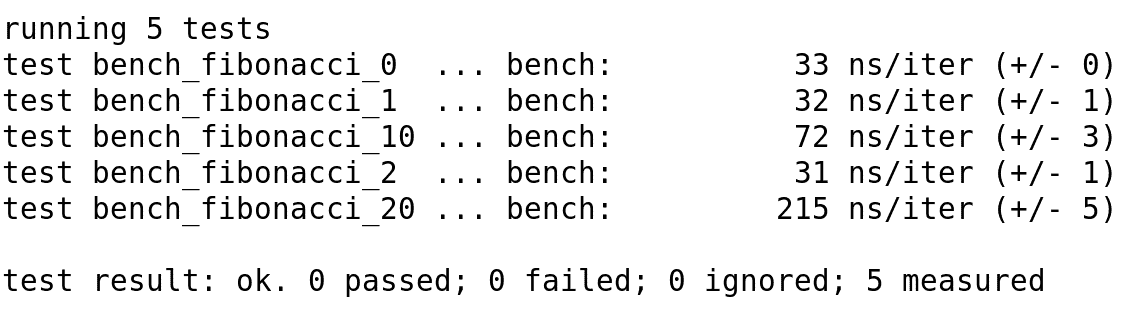 running 5 tests
test bench_fibonacci_0  ... bench:          33 ns/iter (+/- 0)
test bench_fibonacci_1  ... bench:          32 ns/iter (+/- 1)
test bench_fibonacci_10 ... bench:          72 ns/iter (+/- 3)
test bench_fibonacci_2  ... bench:          31 ns/iter (+/- 1)
test bench_fibonacci_20 ... bench:         215 ns/iter (+/- 5)
test result: ok. 0 passed; 0 failed; 0 ignored; 5 measured